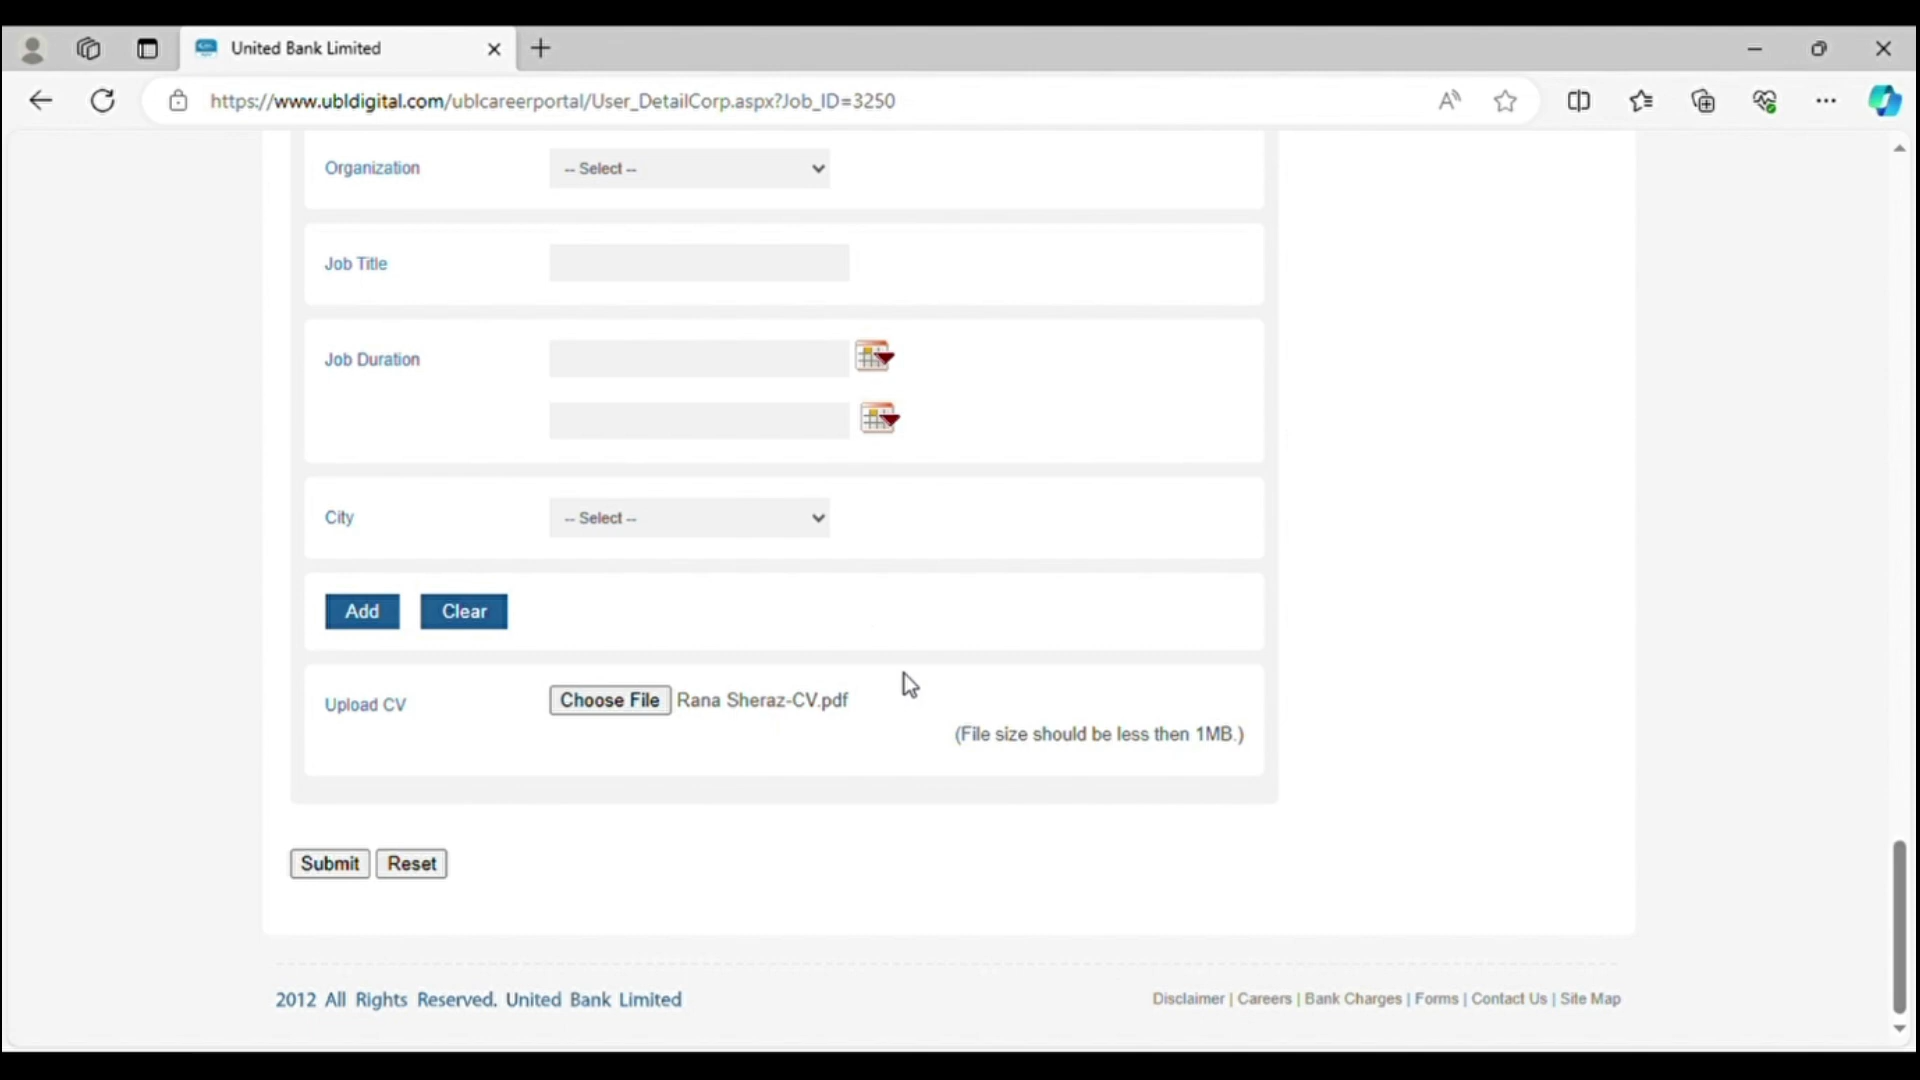 United Bank Limited
https://www.ubldigital.com/ublcareerportal/User_DetailCorp.aspx?Job_ID=3250
Organization
-- Select --
Job Title
Job Duration
City
-- Select --
Add
Clear
Upload CV
Choose File Rana Sheraz-CV.pdf
(File size should be less then 1MB.)
Submit
Reset
2012 All Rights Reserved. United Bank Limited
Disclaimer | Careers | Bank Charges | Forms | Contact Us | Site Map